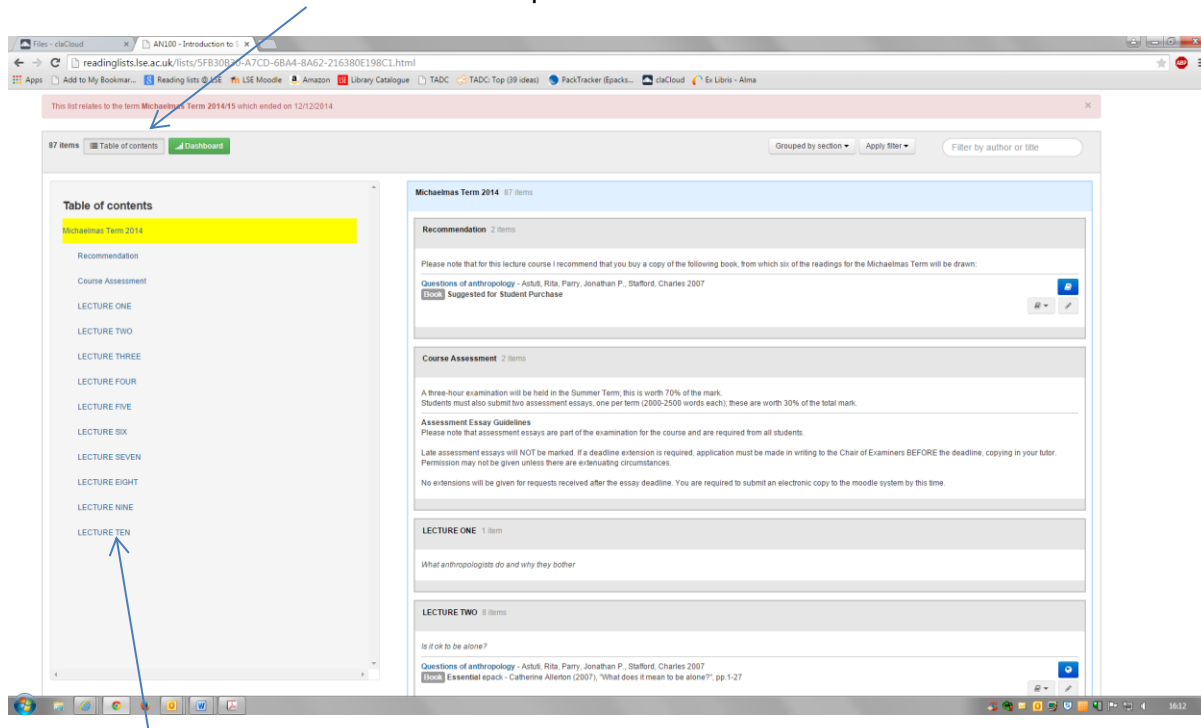 Files - claCloud
AN100 - Introduction to S
readinglists.lse.ac.uk/lists/5FB30B30-A7CD-6BA4-8A62-216380E198C1.html
Apps Add to My Bookmar... Reading lists @ LSE LSE Moodle Amazon Library Catalogue TADC TADC: Top (39 ideas) PackTracker (Epacks... claCloud Ex Libris - Alma
This list relates to the term Michaelmas Term 2014/15 which ended on 12/12/2014
87 items Table of contents Dashboard Grouped by section Apply filter Filter by author or title
Table of contents
Michaelmas Term 2014
Recommendation
Course Assessment
LECTURE ONE
LECTURE TWO
LECTURE THREE
LECTURE FOUR
LECTURE FIVE
LECTURE SIX
LECTURE SEVEN
LECTURE EIGHT
LECTURE NINE
LECTURE TEN
Michaelmas Term 2014 87 items
Recommendation 2 items
Please note that for this lecture course I recommend that you buy a copy of the following book, from which six of the readings for the Michaelmas Term will be drawn:
Questions of anthropology - Astuti, Rita, Parry, Jonathan P., Stafford, Charles 2007
Book Suggested for Student Purchase
Course Assessment 2 items
A three-hour examination will be held in the Summer Term; this is worth 70% of the mark.
Students must also submit two assessment essays, one per term (2000-2500 words each); these are worth 30% of the total mark.
Assessment Essay Guidelines
Please note that assessment essays are part of the examination for the course and are required from all students.
Late assessment essays will NOT be marked. If a deadline extension is required, application must be made in writing to the Chair of Examiners BEFORE the deadline, copying in your tutor.
Permission may not be given unless there are extenuating circumstances.
No extensions will be given for requests received after the essay deadline. You are required to submit an electronic copy to the moodle system by this time.
LECTURE ONE 1 item
What anthropologists do and why they bother
LECTURE TWO 8 items
Is it ok to be alone?
Questions of anthropology - Astuti, Rita, Parry, Jonathan P., Stafford, Charles 2007
Book Essential epack - Catherine Allerton (2007), "What does it mean to be alone?", pp.1-27
16:12